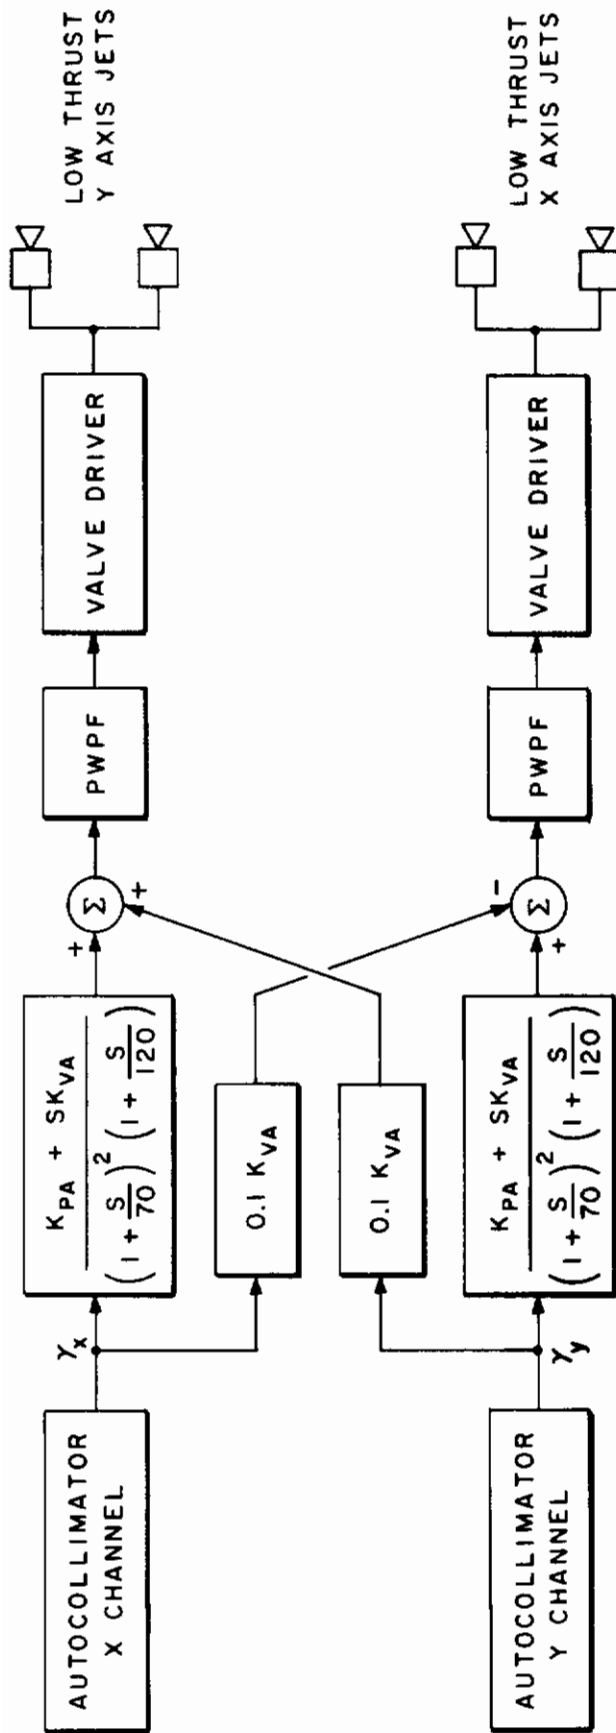 AUTOCOLLIMATOR
X CHANNEL
γx
K_PA + SK_VA
(1 + S/70)² (1 + S/120)
+
Σ
+
PWPF
VALVE DRIVER
LOW THRUST
Y AXIS JETS
0.1 K_VA
0.1 K_VA
AUTOCOLLIMATOR
Y CHANNEL
γy
K_PA + SK_VA
(1 + S/70)² (1 + S/120)
+
Σ
−
PWPF
VALVE DRIVER
LOW THRUST
X AXIS JETS